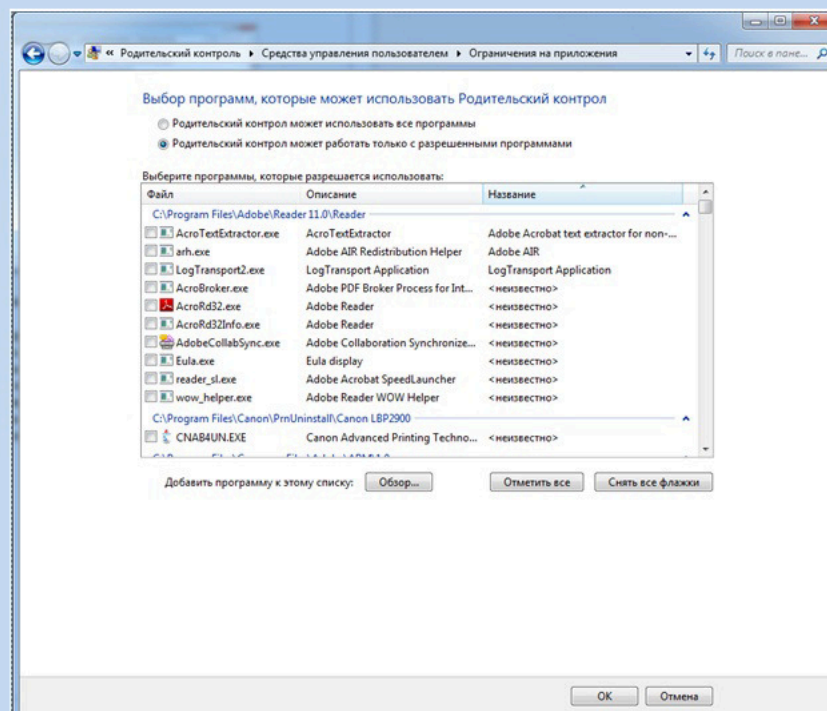 « Родительский контроль ▸ Средства управления пользователем ▸ Ограничения на приложения
Поиск в пане...
Выбор программ, которые может использовать Родительский контрол
Родительский контрол может использовать все программы
Родительский контрол может работать только с разрешенными программами
Выберите программы, которые разрешается использовать:
Файл Описание Название
C:\Program Files\Adobe\Reader 11.0\Reader
AcroTextExtractor.exe AcroTextExtractor Adobe Acrobat text extractor for non-...
arh.exe Adobe AIR Redistribution Helper Adobe AIR
LogTransport2.exe LogTransport Application LogTransport Application
AcroBroker.exe Adobe PDF Broker Process for Int... <неизвестно>
AcroRd32.exe Adobe Reader <неизвестно>
AcroRd32Info.exe Adobe Reader <неизвестно>
AdobeCollabSync.exe Adobe Collaboration Synchronize... <неизвестно>
Eula.exe Eula display <неизвестно>
reader_sl.exe Adobe Acrobat SpeedLauncher <неизвестно>
wow_helper.exe Adobe Reader WOW Helper <неизвестно>
C:\Program Files\Canon\PrnUninstall\Canon LBP2900
CNAB4UN.EXE Canon Advanced Printing Techno... <неизвестно>
Добавить программу к этому списку: Обзор... Отметить все Снять все флажки
ОК Отмена